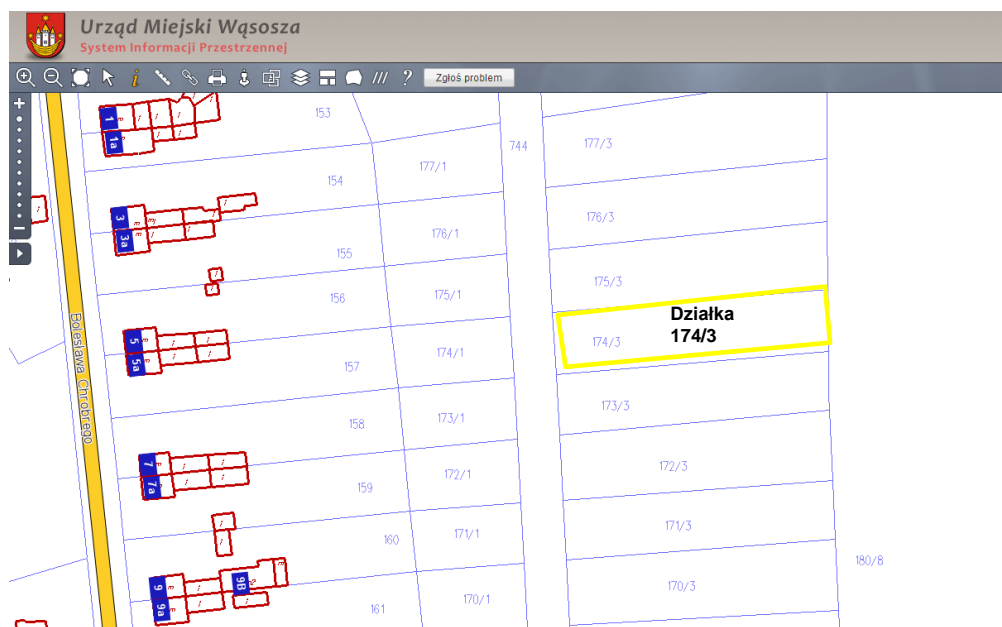 Urząd Miejski Wąsosza
System Informacji Przestrzennej
i
?
Zgłoś problem
153
744
177/3
1
1a
177/1
154
176/3
3
3a
176/1
155
175/3
156
175/1
Działka
174/3
174/3
Bolesława Chrobrego
5
5a
174/1
157
173/3
158
173/1
172/3
7
7a
172/1
159
171/3
160
171/1
180/8
170/3
9
9a
9B
161
170/1